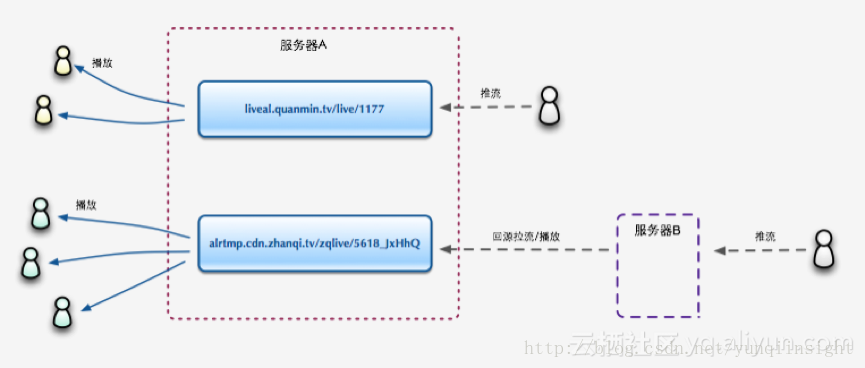 服务器A
播放
liveal.quanmin.tv/live/1177
推流
播放
alrtmp.cdn.zhanqi.tv/zqlive/5618_JxHhQ
回源拉流/播放
服务器B
推流
云栖社区 yq.aliyun.com
http://blog.csdn.net/yunqiinsight